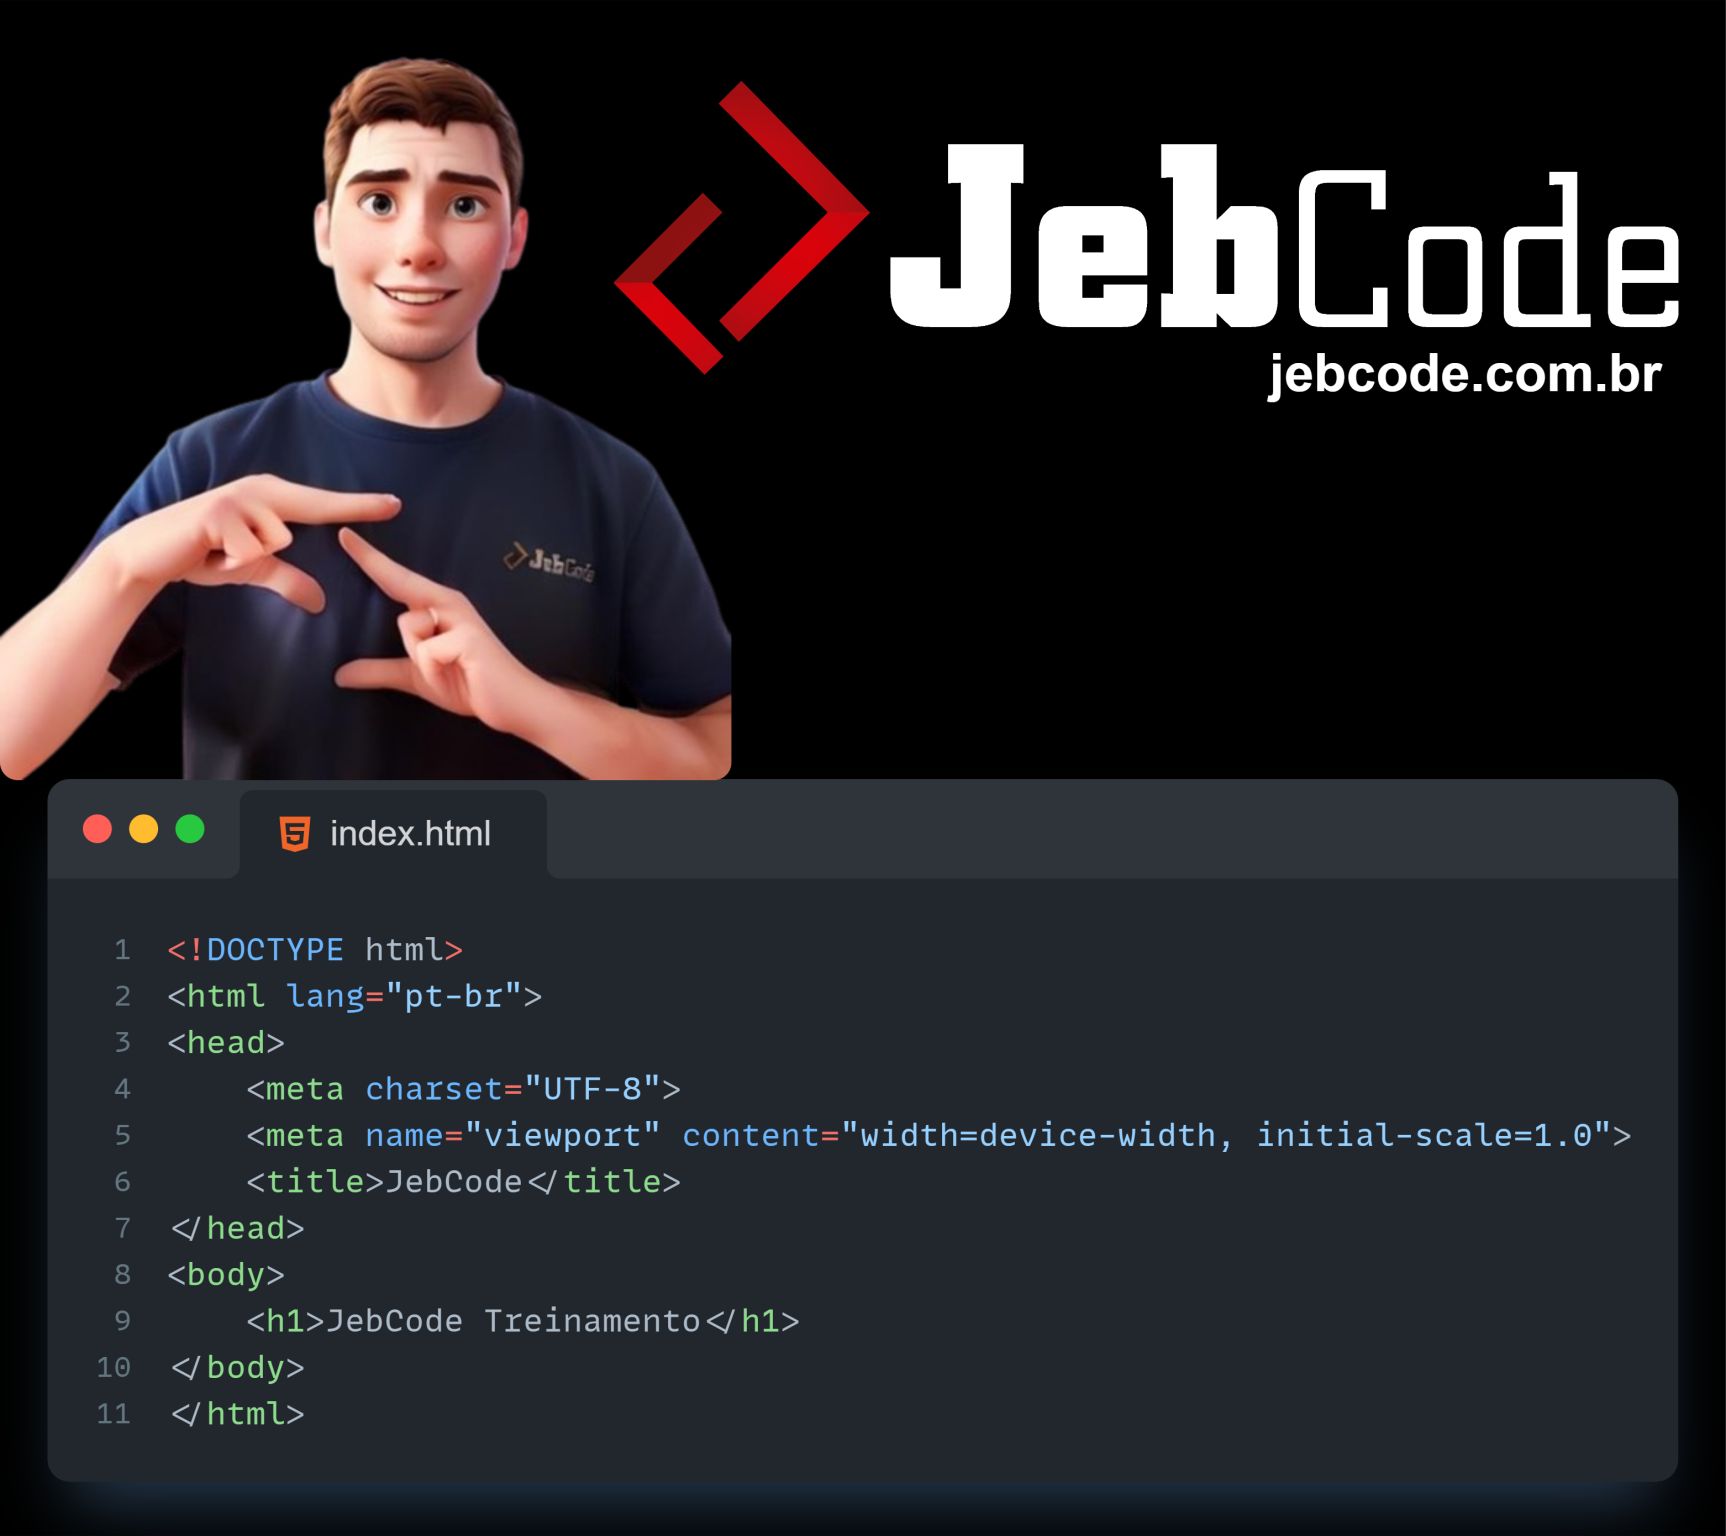 JebCode
jebcode.com.br
JebCode
index.html
1 <!DOCTYPE html>
2 <html lang="pt-br">
3 <head>
4     <meta charset="UTF-8">
5     <meta name="viewport" content="width=device-width, initial-scale=1.0">
6     <title>JebCode</title>
7 </head>
8 <body>
9     <h1>JebCode Treinamento</h1>
10 </body>
11 </html>